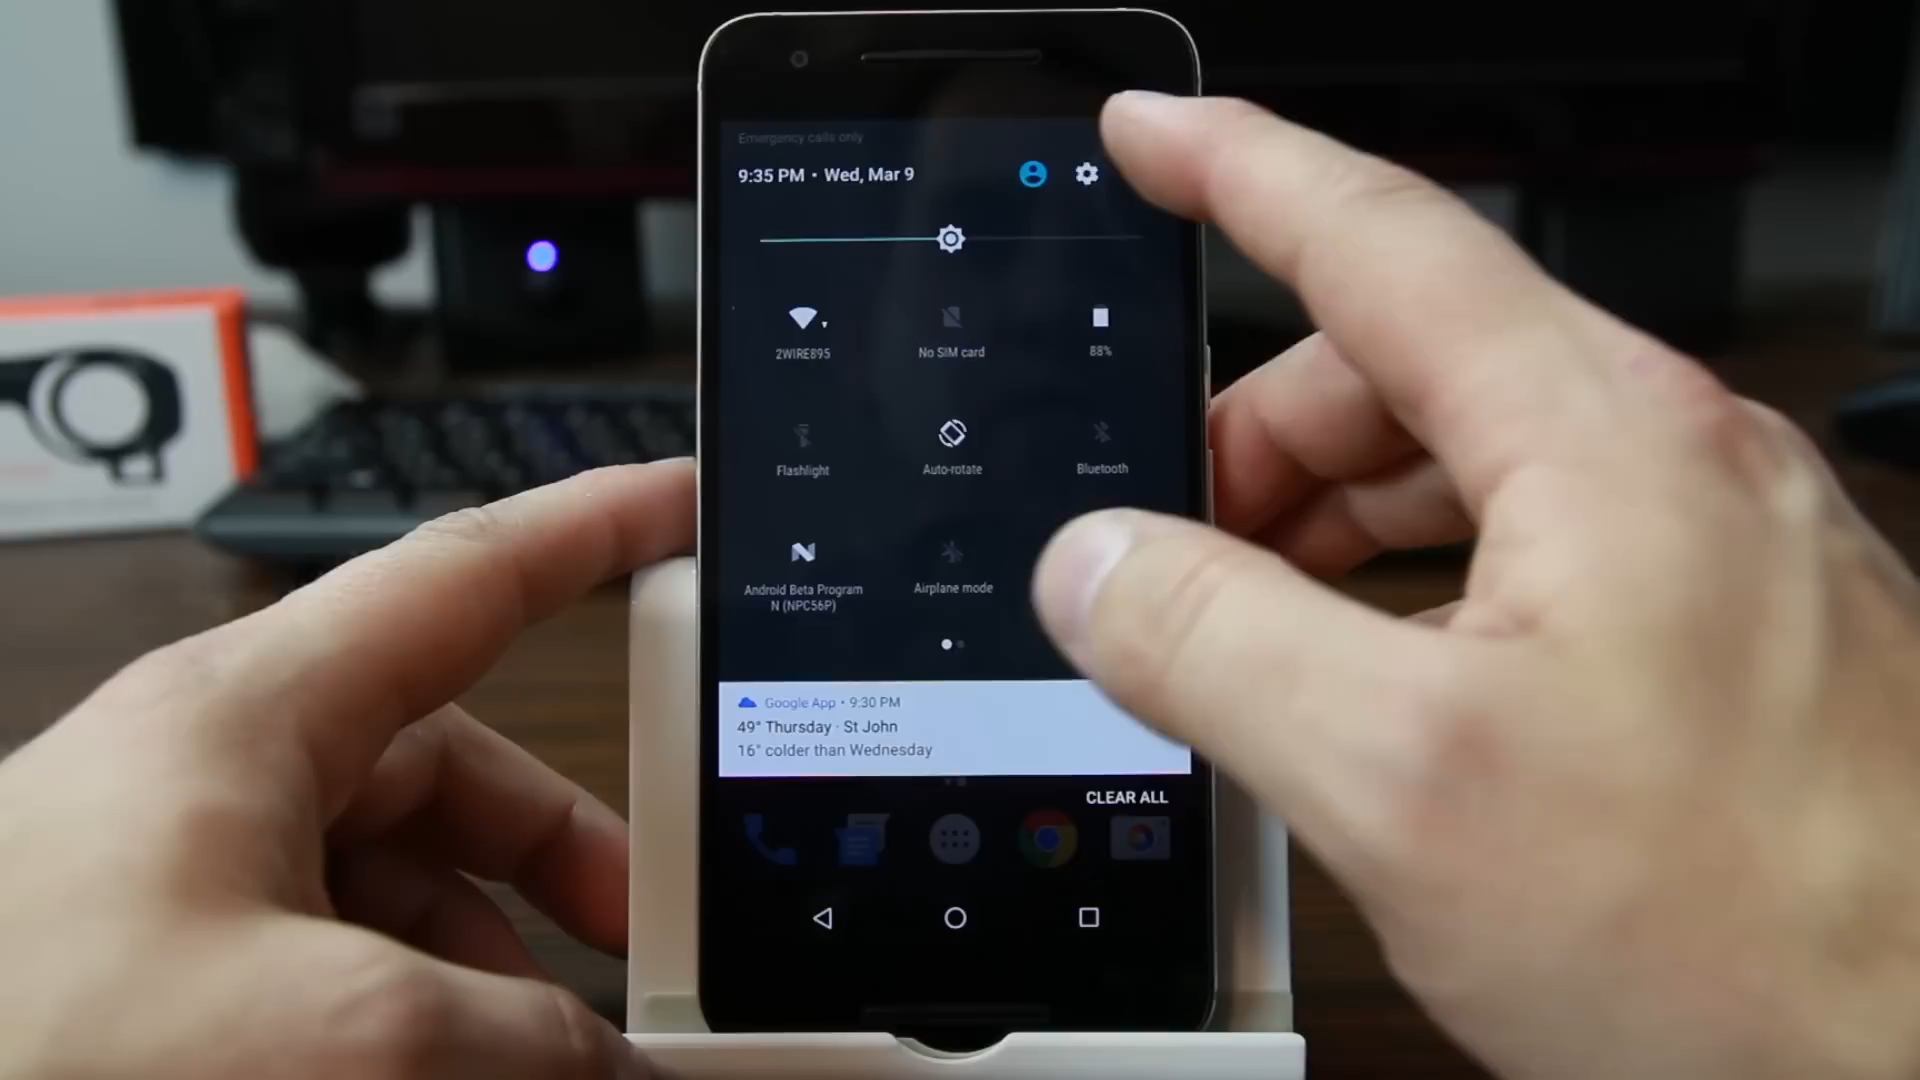 Emergency calls only
9:35 PM • Wed, Mar 9
2WIRE895
No SIM card
88%
Flashlight
Auto-rotate
Bluetooth
Android Beta Program
N (NPC56P)
Airplane mode
Google App • 9:30 PM
49° Thursday · St John
16° colder than Wednesday
CLEAR ALL